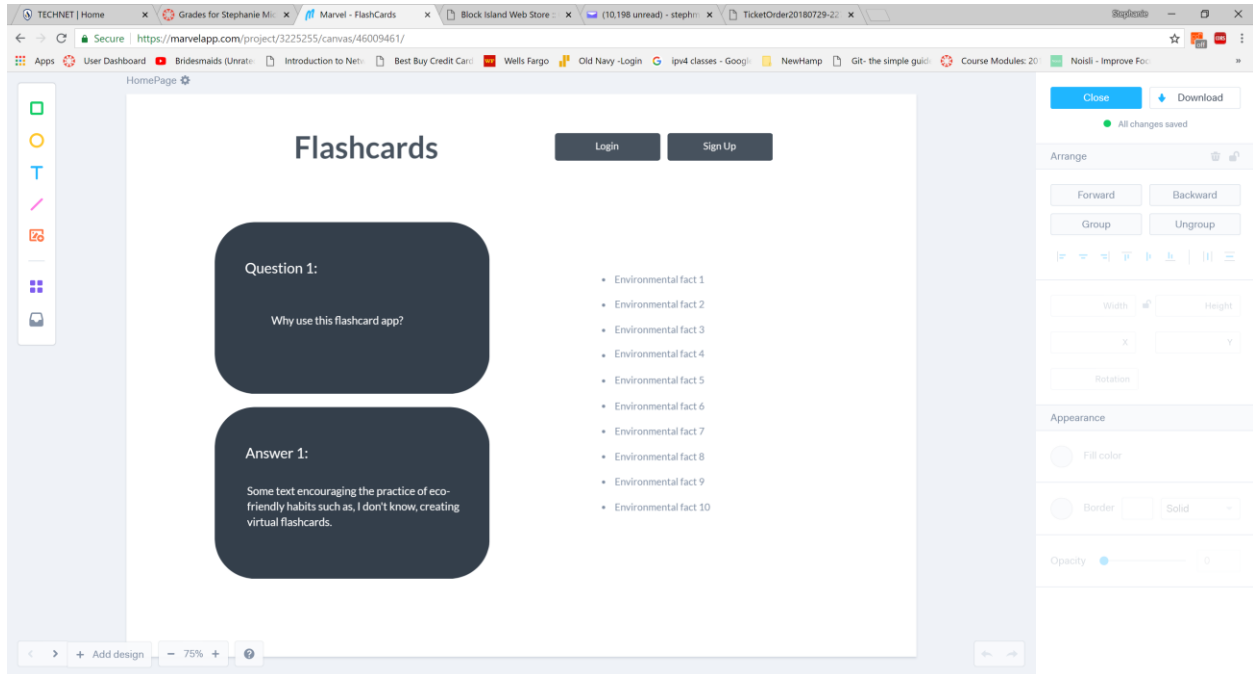 TECHNET | Home
Grades for Stephanie Mic
Marvel - FlashCards
Block Island Web Store ::
(10,198 unread) - stephm
TicketOrder20180729-22
Stephanie
Secure | https://marvelapp.com/project/3225255/canvas/46009461/
Apps User Dashboard Bridesmaids (Unrate Introduction to Netw Best Buy Credit Card Wells Fargo Old Navy -Login ipv4 classes - Googl NewHamp Git- the simple guide Course Modules: 201 Noisli - Improve Foc »
HomePage
Close
Download
All changes saved
Flashcards
Login
Sign Up
Arrange
Forward
Backward
Group
Ungroup
Question 1:
Why use this flashcard app?
• Environmental fact 1
• Environmental fact 2
• Environmental fact 3
• Environmental fact 4
• Environmental fact 5
• Environmental fact 6
• Environmental fact 7
• Environmental fact 8
• Environmental fact 9
• Environmental fact 10
Answer 1:
Some text encouraging the practice of eco-
friendly habits such as, I don't know, creating
virtual flashcards.
Width
Height
X
Y
Rotation
Appearance
Fill color
Border
Solid
Opacity
0
+ Add design
− 75% +
?